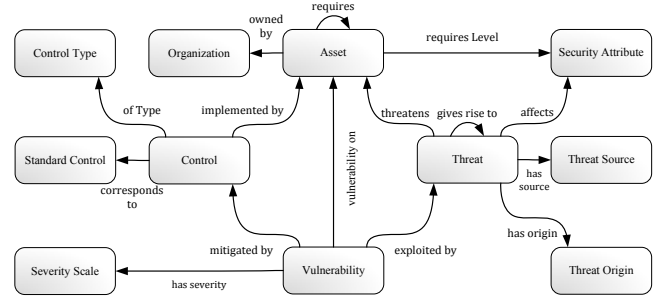 requires
owned
by
Control Type
Organization
Asset
requires Level
Security Attribute
of Type
implemented by
threatens
gives rise to
affects
vulnerability on
Standard Control
Control
Threat
Threat Source
corresponds
to
has
source
mitigated by
exploited by
has origin
Severity Scale
has severity
Vulnerability
Threat Origin